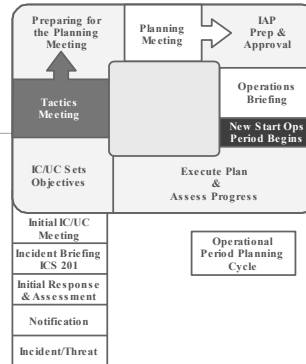 Preparing for
the Planning
Meeting
Planning
Meeting
IAP
Prep &
Approval
Tactics
Meeting
Operations
Briefing
New Start Ops
Period Begins
IC/UC Sets
Objectives
Execute Plan
&
Assess Progress
Initial IC/UC
Meeting
Incident Briefing
ICS 201
Initial Response
& Assessment
Notification
Incident/Threat
Operational
Period Planning
Cycle